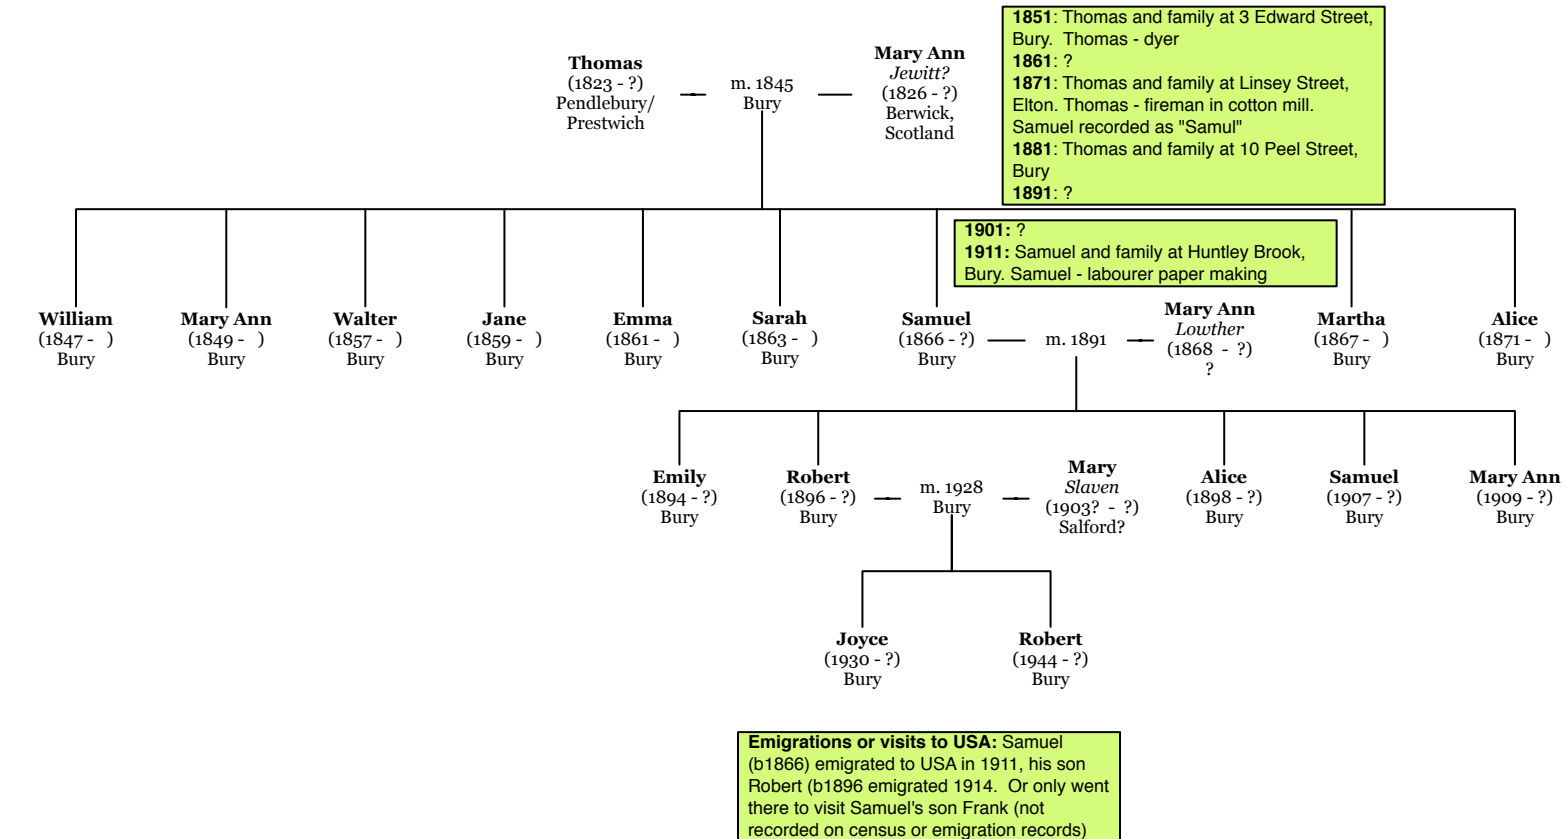 Thomas
(1823 - ?)
Pendlebury/
Prestwich
m. 1845
Bury
Mary Ann
Jewitt?
(1826 - ?)
Berwick,
Scotland
1851: Thomas and family at 3 Edward Street,
Bury.  Thomas - dyer
1861: ?
1871: Thomas and family at Linsey Street,
Elton. Thomas - fireman in cotton mill.
Samuel recorded as "Samul"
1881: Thomas and family at 10 Peel Street,
Bury
1891: ?
1901: ?
1911: Samuel and family at Huntley Brook,
Bury. Samuel - labourer paper making
William
(1847 -   )
Bury
Mary Ann
(1849 -   )
Bury
Walter
(1857 -   )
Bury
Jane
(1859 -   )
Bury
Emma
(1861 -   )
Bury
Sarah
(1863 -   )
Bury
Samuel
(1866 - ?)
Bury
m. 1891
Mary Ann
Lowther
(1868  -  ?)
?
Martha
(1867 -   )
Bury
Alice
(1871 -   )
Bury
Emily
(1894 - ?)
Bury
Robert
(1896 - ?)
Bury
m. 1928
Bury
Mary
Slaven
(1903?  -  ?)
Salford?
Alice
(1898 - ?)
Bury
Samuel
(1907 - ?)
Bury
Mary Ann
(1909 - ?)
Bury
Joyce
(1930 - ?)
Bury
Robert
(1944 - ?)
Bury
Emigrations or visits to USA: Samuel
(b1866) emigrated to USA in 1911, his son
Robert (b1896 emigrated 1914.  Or only went
there to visit Samuel's son Frank (not
recorded on census or emigration records)